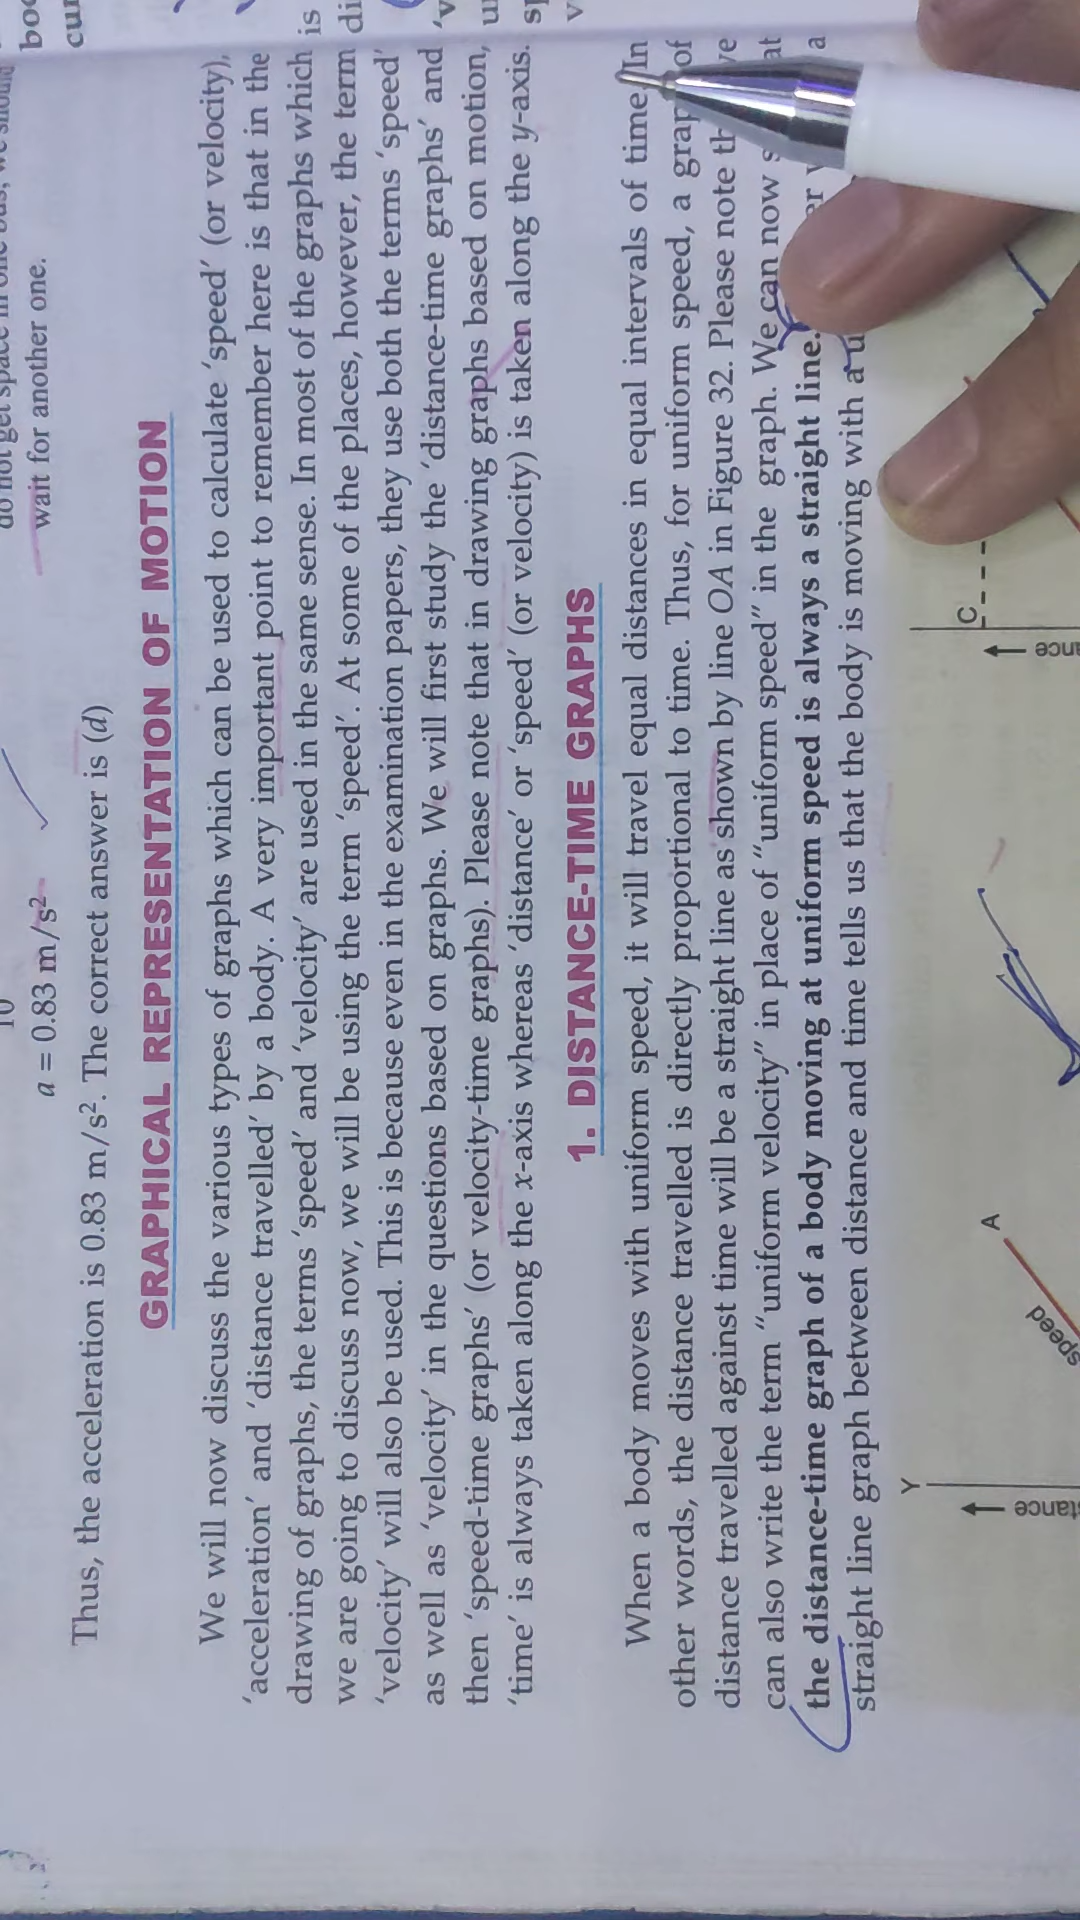 wait for another one.
10
a = 0.83 m/s²
Thus, the acceleration is 0.83 m/s². The correct answer is (d)
GRAPHICAL REPRESENTATION OF MOTION
We will now discuss the various types of graphs which can be used to calculate ‘speed’ (or velocity),
‘acceleration’ and ‘distance travelled’ by a body. A very important point to remember here is that in the
drawing of graphs, the terms ‘speed’ and ‘velocity’ are used in the same sense. In most of the graphs which is
we are going to discuss now, we will be using the term ‘speed’. At some of the places, however, the term
‘velocity’ will also be used. This is because even in the examination papers, they use both the terms ‘speed’
as well as ‘velocity’ in the questions based on graphs. We will first study the ‘distance-time graphs’ and
then ‘speed-time graphs’ (or velocity-time graphs). Please note that in drawing graphs based on motion,
‘time’ is always taken along the x-axis whereas ‘distance’ or ‘speed’ (or velocity) is taken along the y-axis.
1. DISTANCE-TIME GRAPHS
When a body moves with uniform speed, it will travel equal distances in equal intervals of time. In
other words, the distance travelled is directly proportional to time. Thus, for uniform speed, a graph of
distance travelled against time will be a straight line as shown by line OA in Figure 32. Please note
can also write the term “uniform velocity” in place of “uniform speed” in the graph. We can now
the distance-time graph of a body moving at uniform speed is always a straight line.
straight line graph between distance and time tells us that the body is moving with a
Y
A
speed
C